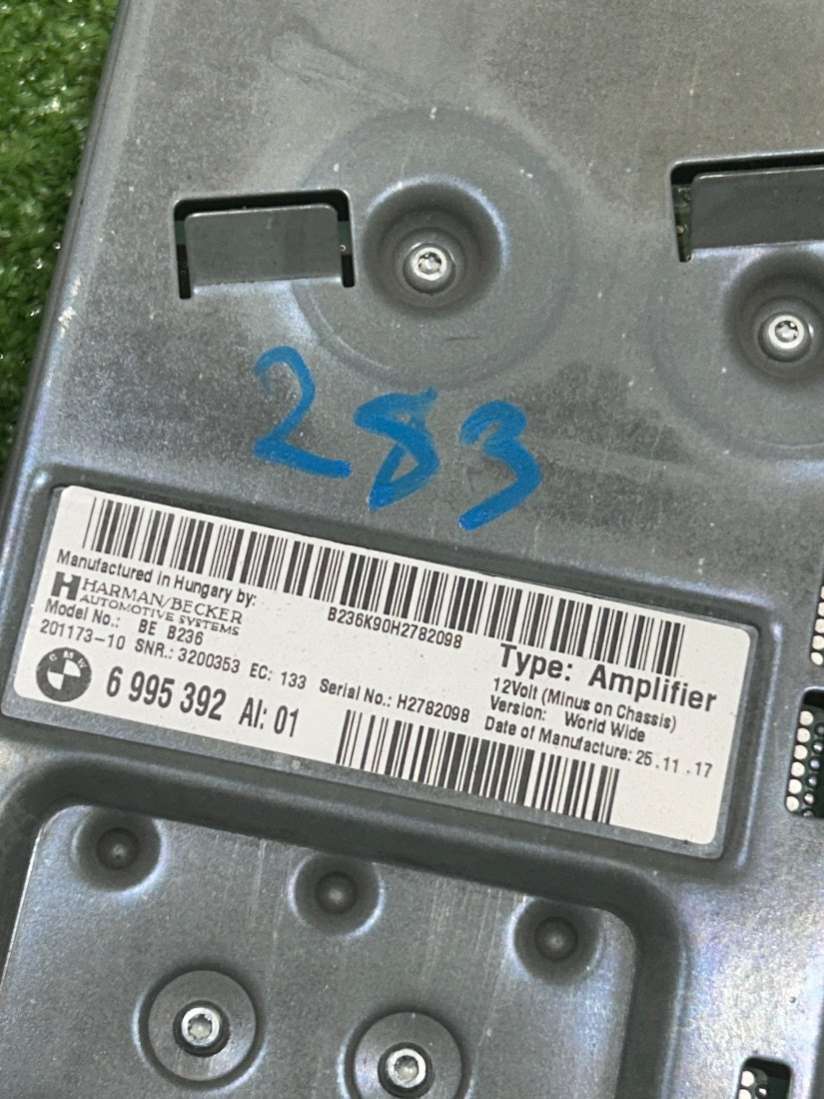 283
Manufactured in Hungary by:
B236K90H2782098
HARMAN/BECKER
AUTOMOTIVE SYSTEMS
Type: Amplifier
Model No.: BE B236
12Volt (Minus on Chassis)
201173-10 SNR.: 3200353 EC: 133 Serial No.: H2782098
Version: World Wide
BMW 6 995 392 AI: 01
Date of Manufacture: 25.11.17